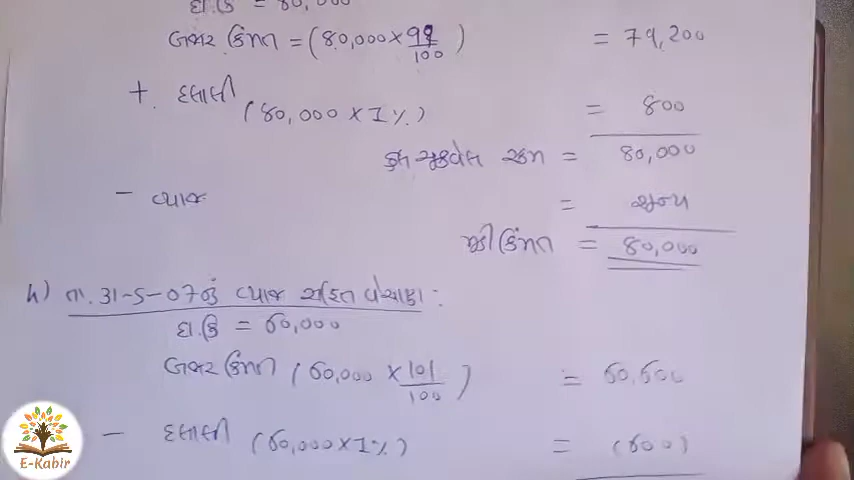 દા.કિ = 80,000
બજાર કિંમત = (80,000 × 99/100) = 79,200
+ દલાલી (80,000 × 1%) = 800
કુલ ચૂકવેલ રકમ = 80,000
- વ્યાજ = શૂન્ય
મૂડી કિંમત = 80,000
તા. 31-5-07નું વ્યાજ સહિત વેચાણ :
દા.કિ = 60,000
બજાર કિંમત (60,000 × 101/100) = 60,600
- દલાલી (60,000 × 1%) = (600)
E-Kabir